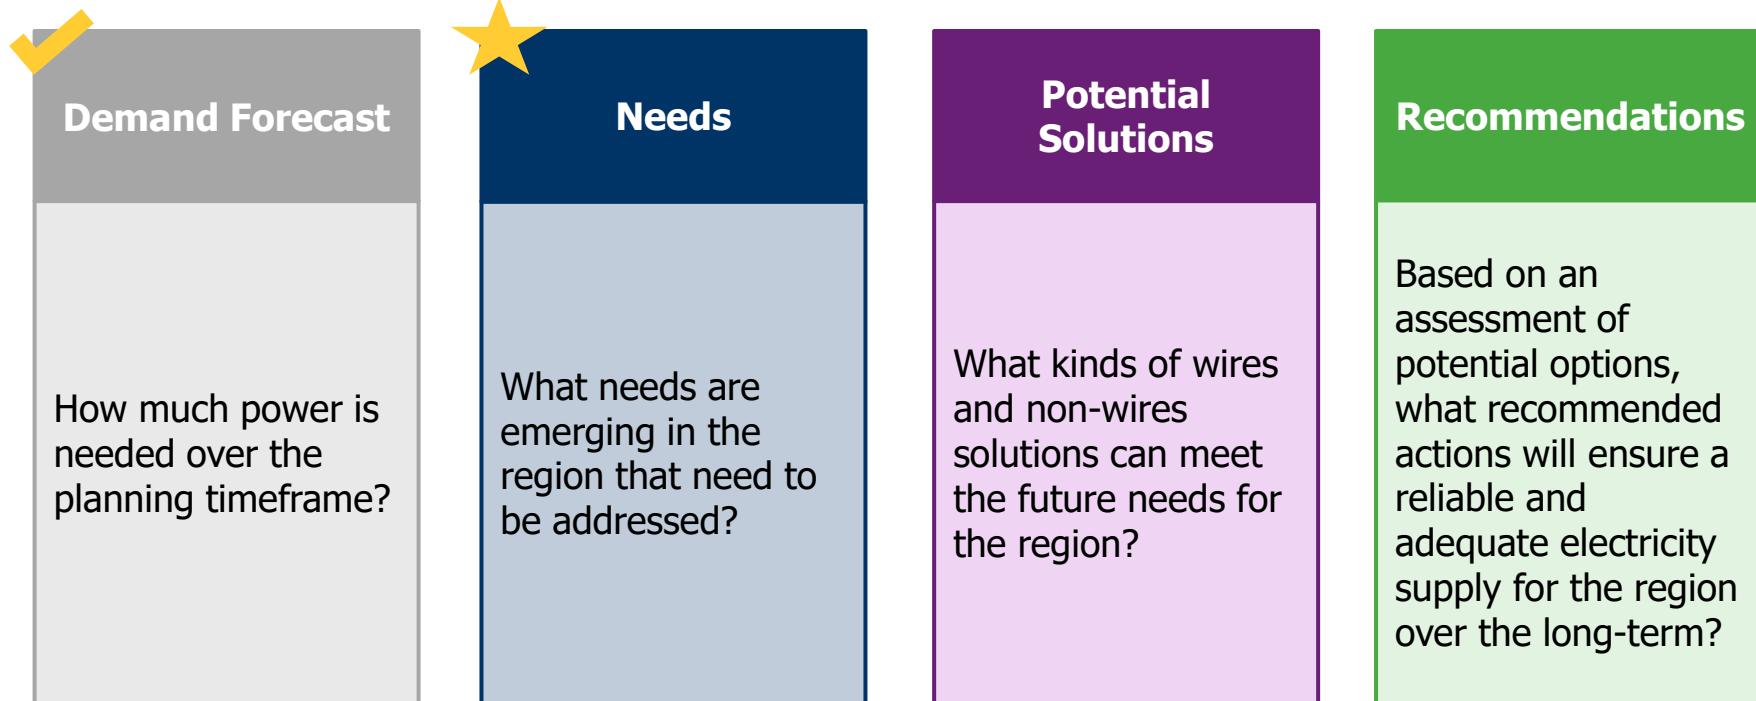 Demand Forecast
How much power is
needed over the
planning timeframe?
Needs
What needs are
emerging in the
region that need to
be addressed?
Potential
Solutions
What kinds of wires
and non-wires
solutions can meet
the future needs for
the region?
Recommendations
Based on an
assessment of
potential options,
what recommended
actions will ensure a
reliable and
adequate electricity
supply for the region
over the long-term?